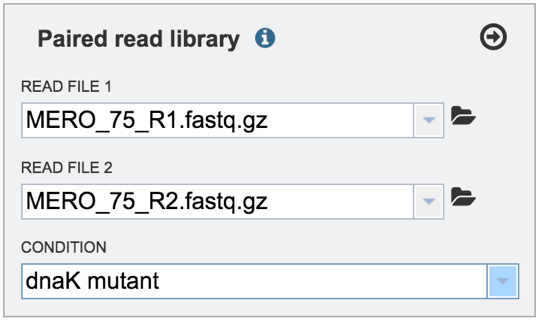 Paired read library
READ FILE 1
MERO_75_R1.fastq.gz
READ FILE 2
MERO_75_R2.fastq.gz
CONDITION
dnaK mutant